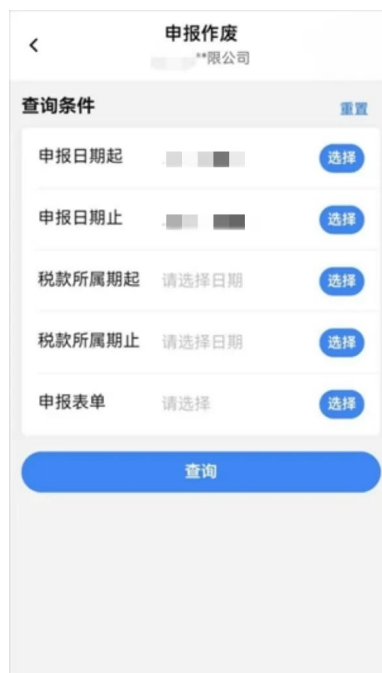 申报作废
**限公司
查询条件
重置
申报日期起
选择
申报日期止
选择
税款所属期起 请选择日期
选择
税款所属期止 请选择日期
选择
申报表单 请选择
选择
查询